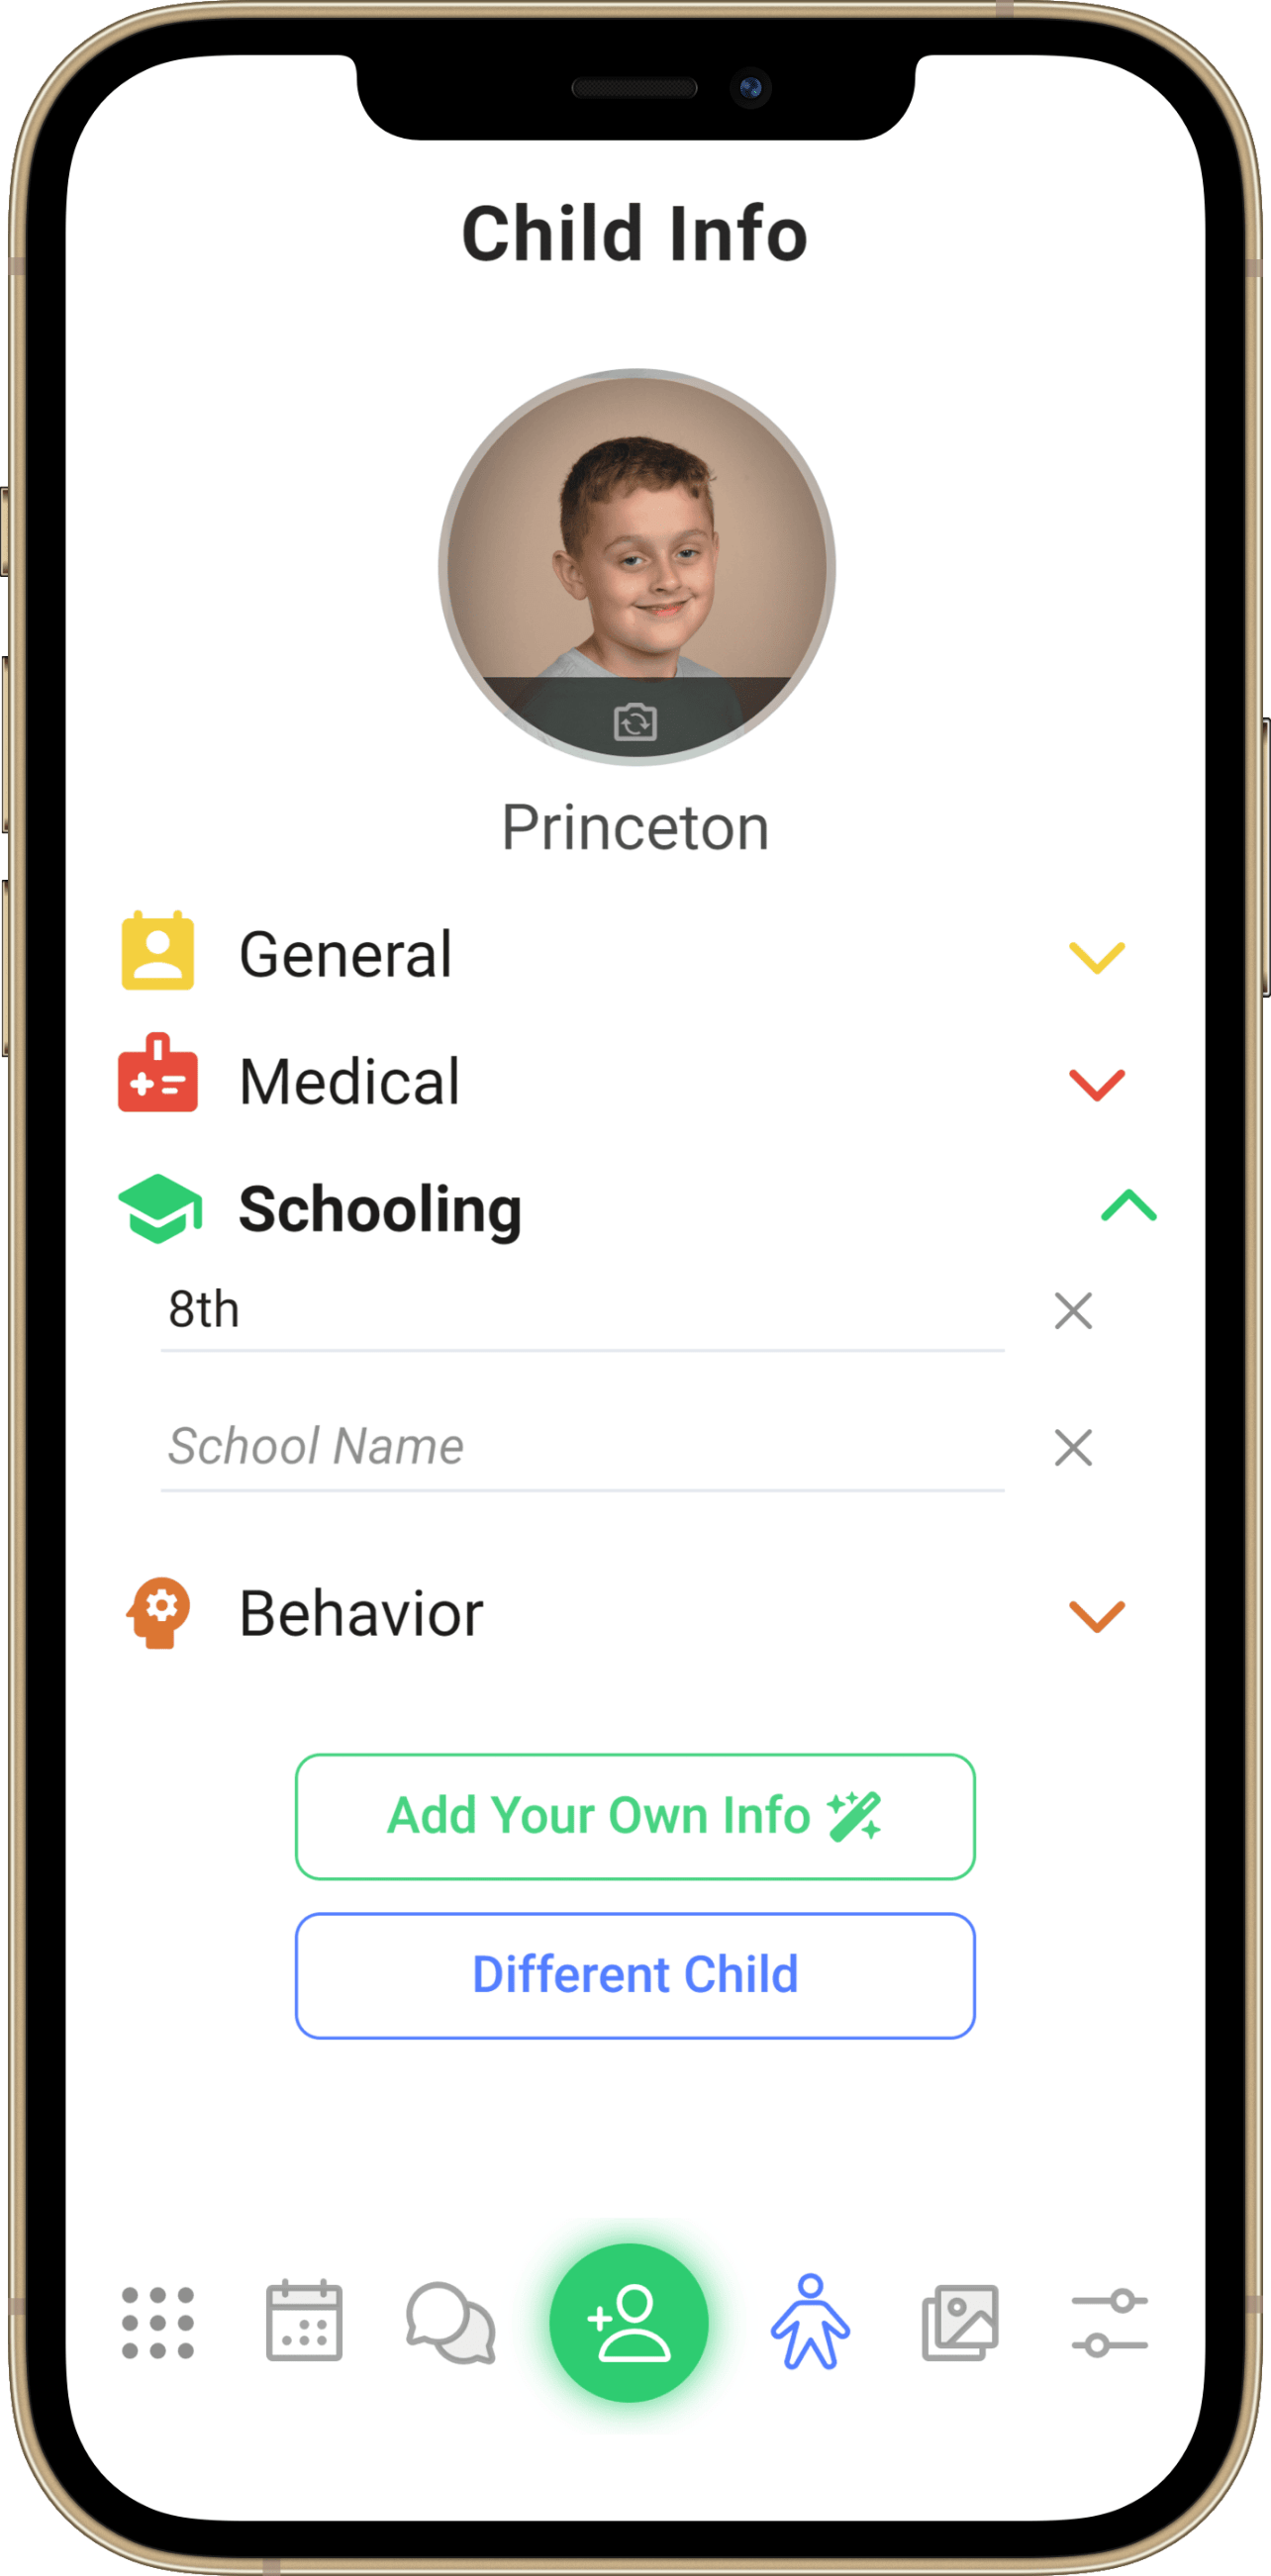 Child Info
Princeton
General
Medical
Schooling
8th
School Name
Behavior
Add Your Own Info
Different Child